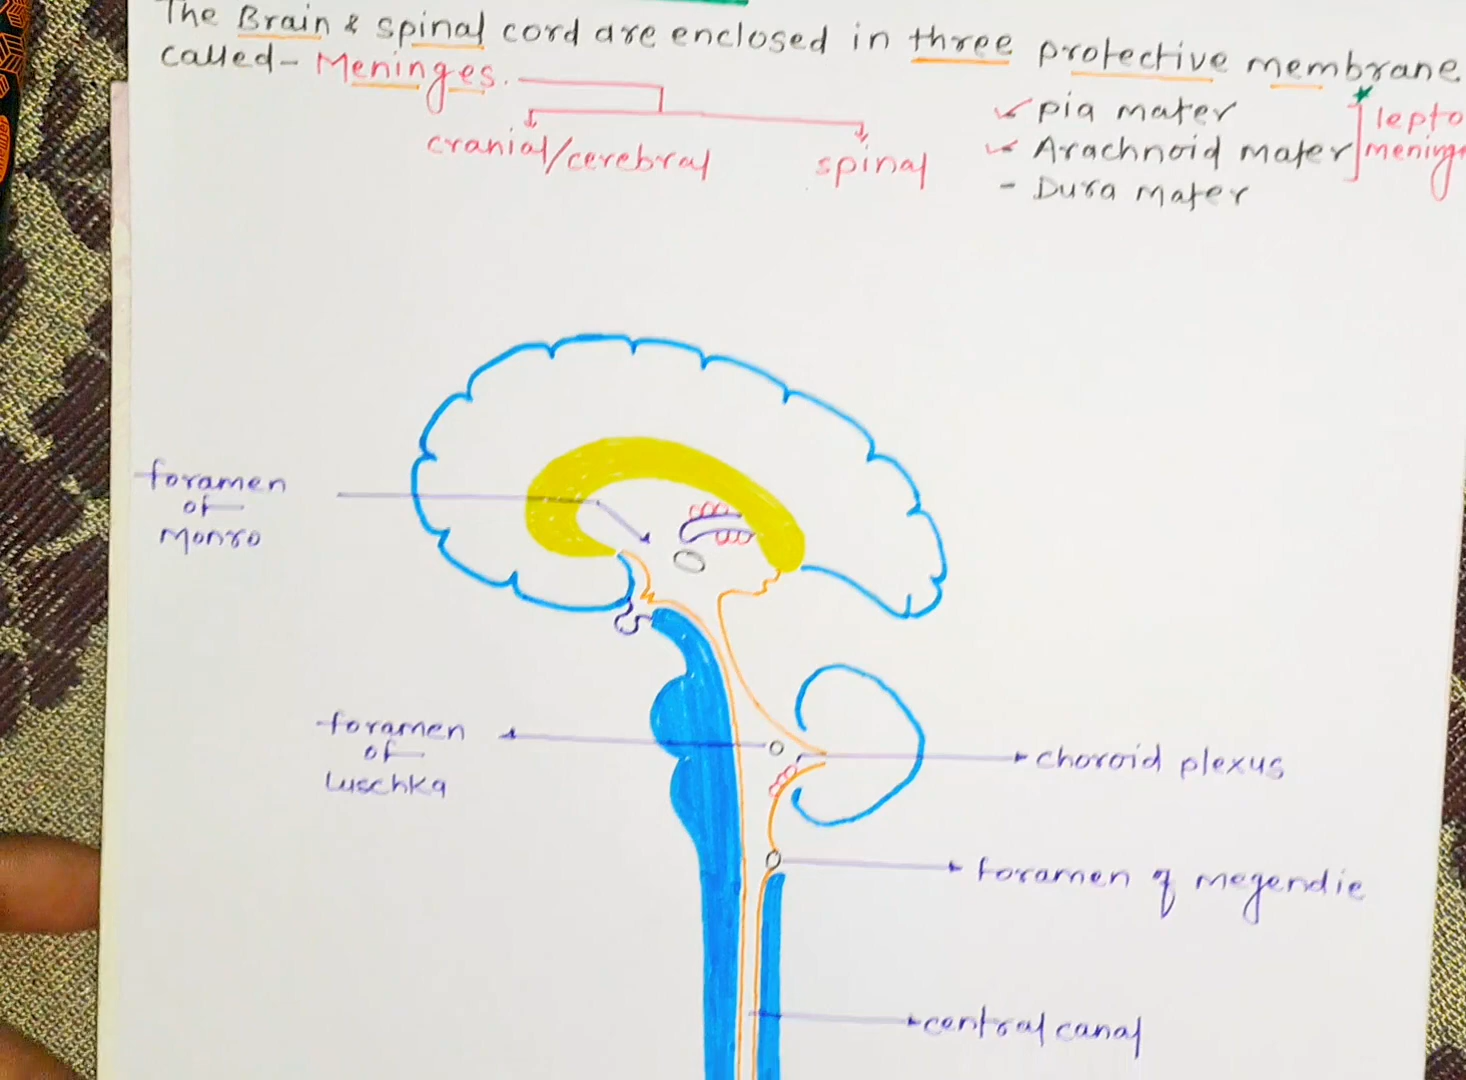 The Brain & spinal cord are enclosed in three protective membrane
called - Meninges.
cranial/cerebral
spinal
pia mater
Arachnoid mater
- Dura Mater
lepto
foramen
of
Monro
foramen
of
Luschka
choroid plexus
foramen of megendie
central canal